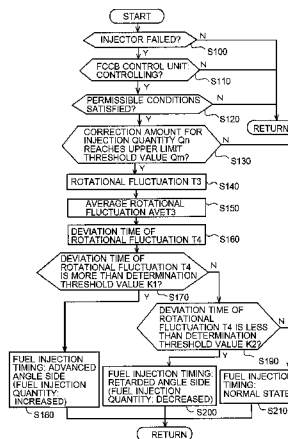 START
INJECTOR FAILED?
N
S100
Y
FCCB CONTROL UNIT:
CONTROLLING?
N
S110
Y
PERMISSIBLE CONDITIONS
SATISFIED?
N
S120
Y
RETURN
CORRECTION AMOUNT FOR
INJECTION QUANTITY Qn
REACHES UPPER LIMIT
THRESHOLD VALUE Qm?
N
S130
Y
ROTATIONAL FLUCTUATION T3
S140
AVERAGE ROTATIONAL
FLUCTUATION AVET3
S150
DEVIATION TIME OF
ROTATIONAL FLUCTUATION T4
S160
DEVIATION TIME OF
ROTATIONAL FLUCTUATION T4
IS MORE THAN DETERMINATION
THRESHOLD VALUE K1?
N
S170
Y
DEVIATION TIME OF
ROTATIONAL
FLUCTUATION T4 IS LESS
THAN DETERMINATION
THRESHOLD VALUE K2?
N
S190
Y
FUEL INJECTION
TIMING: ADVANCED
ANGLE SIDE
(FUEL INJECTION
QUANTITY:
INCREASED)
S180
FUEL INJECTION
TIMING: RETARDED
ANGLE SIDE
(FUEL INJECTION
QUANTITY: DECREASED)
S200
FUEL INJECTION
TIMING:
NORMAL STATE
S210
RETURN